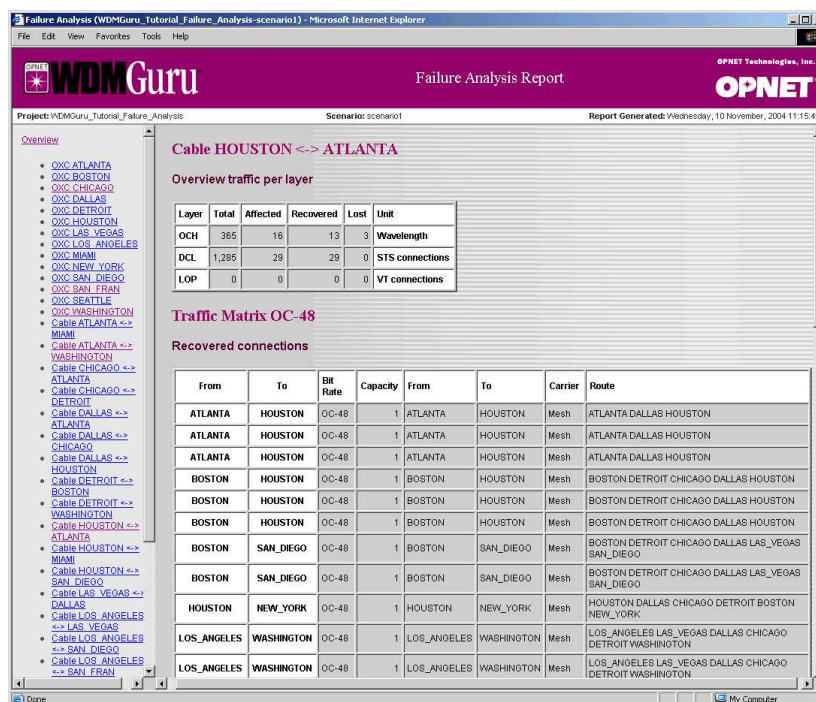 Failure Analysis (WDMGuru_Tutorial_Failure_Analysis-scenario1) - Microsoft Internet Explorer
File Edit View Favorites Tools Help
OPNET WDMGuru
Failure Analysis Report
OPNET Technologies, Inc.
OPNET
Project: WDMGuru_Tutorial_Failure_Analysis Scenario: scenario1 Report Generated: Wednesday, 10 November, 2004 11:15:4
Overview
OXC ATLANTA
OXC BOSTON
OXC CHICAGO
OXC DALLAS
OXC DETROIT
OXC HOUSTON
OXC LAS_VEGAS
OXC LOS_ANGELES
OXC MIAMI
OXC NEW_YORK
OXC SAN_DIEGO
OXC SAN_FRAN
OXC SEATTLE
OXC WASHINGTON
Cable ATLANTA <->
MIAMI
Cable ATLANTA <->
WASHINGTON
Cable CHICAGO <->
ATLANTA
Cable CHICAGO <->
DETROIT
Cable DALLAS <->
ATLANTA
Cable DALLAS <->
CHICAGO
Cable DALLAS <->
HOUSTON
Cable DETROIT <->
BOSTON
Cable DETROIT <->
WASHINGTON
Cable HOUSTON <->
ATLANTA
Cable HOUSTON <->
MIAMI
Cable HOUSTON <->
SAN_DIEGO
Cable LAS_VEGAS <->
DALLAS
Cable LOS_ANGELES
<-> LAS_VEGAS
Cable LOS_ANGELES
<-> SAN_DIEGO
Cable LOS_ANGELES
<-> SAN_FRAN
Cable HOUSTON <-> ATLANTA
Overview traffic per layer
Layer Total Affected Recovered Lost Unit
OCH 365 16 13 3 Wavelength
DCL 1,285 29 29 0 STS connections
LOP 0 0 0 0 VT connections
Traffic Matrix OC-48
Recovered connections
From To Bit Rate Capacity From To Carrier Route
ATLANTA HOUSTON OC-48 1 ATLANTA HOUSTON Mesh ATLANTA DALLAS HOUSTON
ATLANTA HOUSTON OC-48 1 ATLANTA HOUSTON Mesh ATLANTA DALLAS HOUSTON
ATLANTA HOUSTON OC-48 1 ATLANTA HOUSTON Mesh ATLANTA DALLAS HOUSTON
BOSTON HOUSTON OC-48 1 BOSTON HOUSTON Mesh BOSTON DETROIT CHICAGO DALLAS HOUSTON
BOSTON HOUSTON OC-48 1 BOSTON HOUSTON Mesh BOSTON DETROIT CHICAGO DALLAS HOUSTON
BOSTON HOUSTON OC-48 1 BOSTON HOUSTON Mesh BOSTON DETROIT CHICAGO DALLAS HOUSTON
BOSTON SAN_DIEGO OC-48 1 BOSTON SAN_DIEGO Mesh BOSTON DETROIT CHICAGO DALLAS LAS_VEGAS
SAN_DIEGO
BOSTON SAN_DIEGO OC-48 1 BOSTON SAN_DIEGO Mesh BOSTON DETROIT CHICAGO DALLAS LAS_VEGAS
SAN_DIEGO
HOUSTON NEW_YORK OC-48 1 HOUSTON NEW_YORK Mesh HOUSTON DALLAS CHICAGO DETROIT BOSTON
NEW_YORK
LOS_ANGELES WASHINGTON OC-48 1 LOS_ANGELES WASHINGTON Mesh LOS_ANGELES LAS_VEGAS DALLAS CHICAGO
DETROIT WASHINGTON
LOS_ANGELES WASHINGTON OC-48 1 LOS_ANGELES WASHINGTON Mesh LOS_ANGELES LAS_VEGAS DALLAS CHICAGO
DETROIT WASHINGTON
Done
My Computer